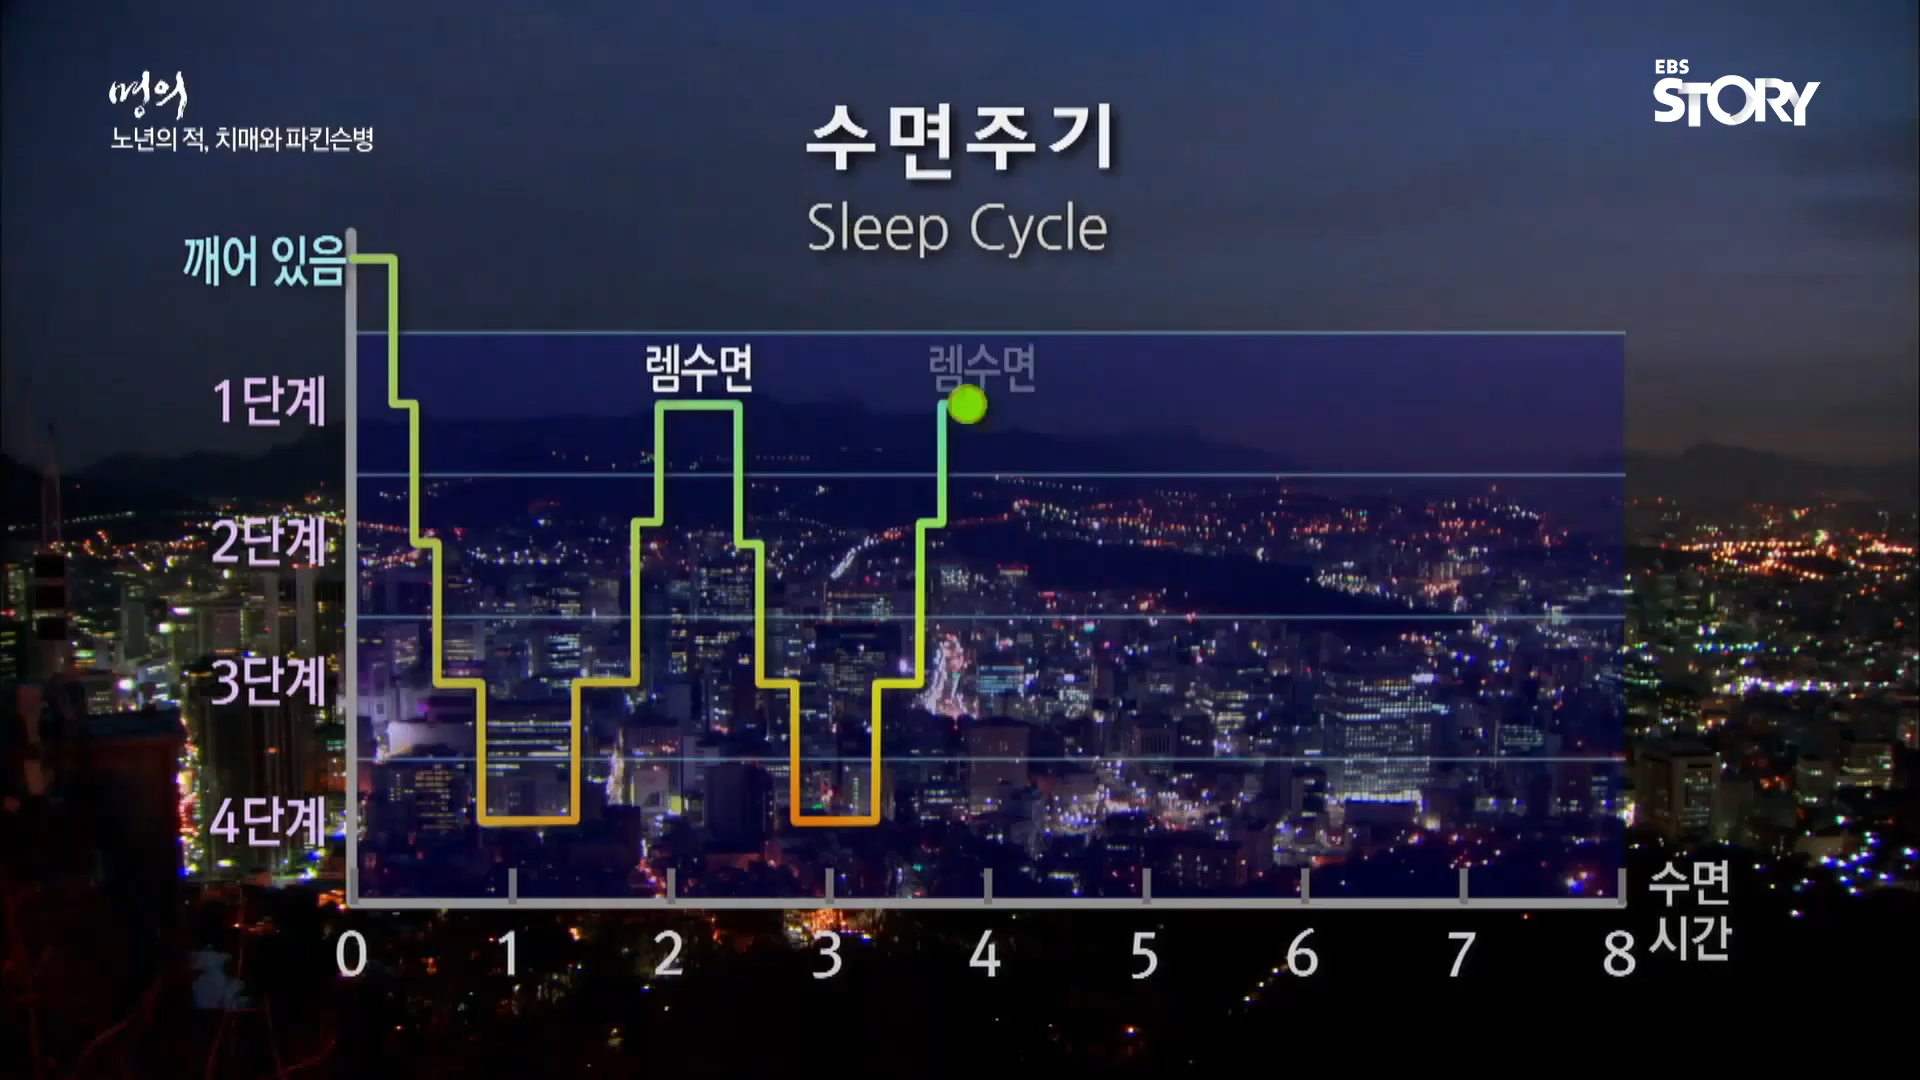 명의
노년의 적, 치매와 파킨슨병
EBS
STORY
수면주기
Sleep Cycle
깨어 있음
1단계
2단계
3단계
4단계
렘수면
렘수면
0 1 2 3 4 5 6 7 8
수면
시간